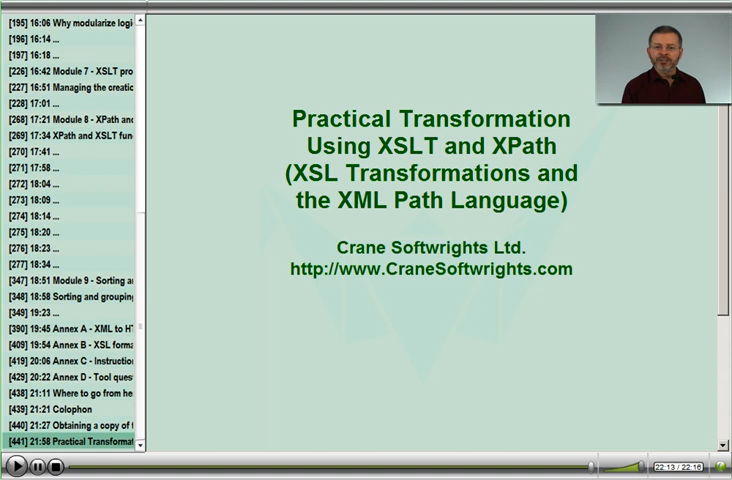 [195] 16:06 Why modularize logi
[196] 16:14 ...
[197] 16:18 ...
[226] 16:42 Module 7 - XSLT pro
[227] 16:51 Managing the creatio
[228] 17:01 ...
[268] 17:21 Module 8 - XPath and
[269] 17:34 XPath and XSLT fun
[270] 17:41 ...
[271] 17:58 ...
[272] 18:04 ...
[273] 18:09 ...
[274] 18:14 ...
[275] 18:20 ...
[276] 18:23 ...
[277] 18:34 ...
[347] 18:51 Module 9 - Sorting ar
[348] 18:58 Sorting and grouping
[349] 19:23 ...
[390] 19:45 Annex A - XML to HT
[409] 19:54 Annex B - XSL forma
[419] 20:06 Annex C - Instruction
[429] 20:22 Annex D - Tool ques
[438] 21:11 Where to go from he
[439] 21:21 Colophon
[440] 21:27 Obtaining a copy of t
[441] 21:58 Practical Transformat
Practical Transformation
Using XSLT and XPath
(XSL Transformations and
the XML Path Language)
Crane Softwrights Ltd.
http://www.CraneSoftwrights.com
22:13 / 22:16